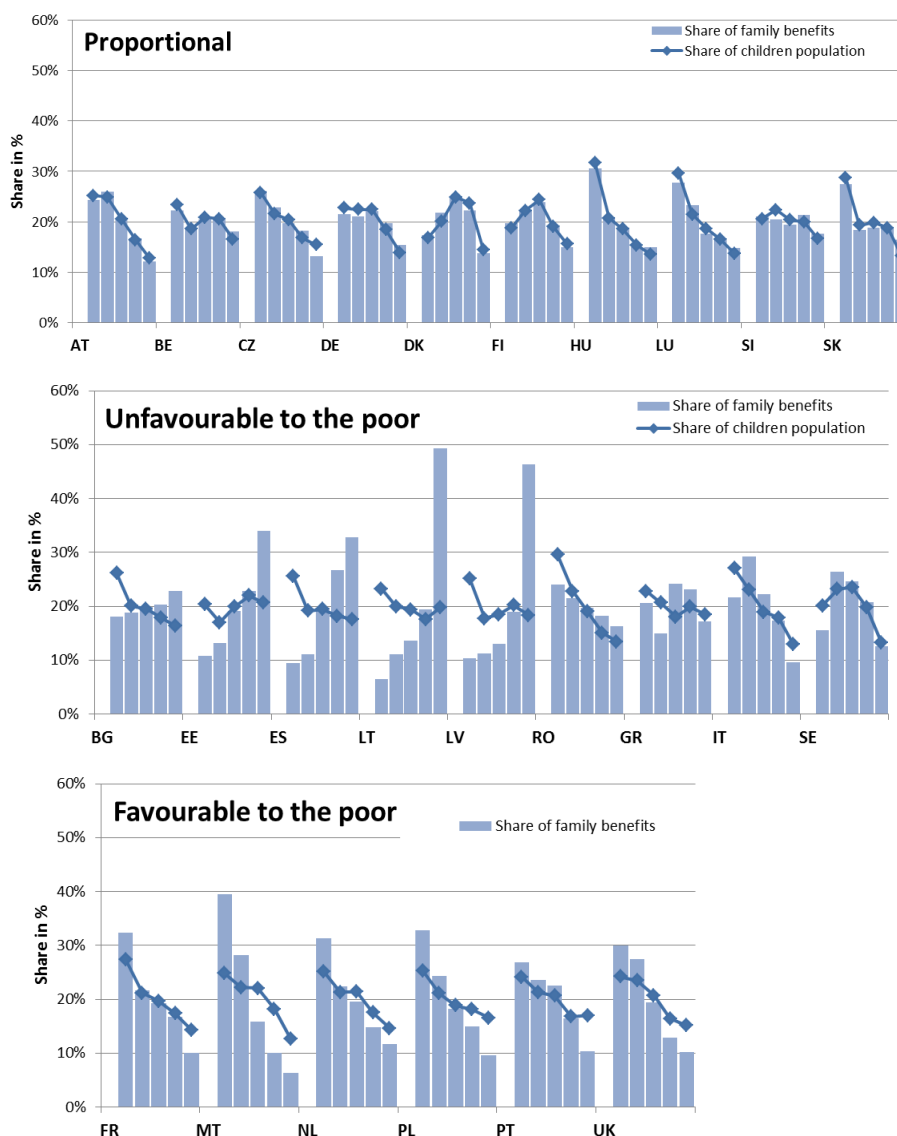 Proportional
Share of family benefits
Share of children population
60%
50%
40%
30%
20%
10%
0%
Share in %
AT BE CZ DE DK FI HU LU SI SK
Unfavourable to the poor
Share of family benefits
Share of children population
60%
50%
40%
30%
20%
10%
0%
Share in %
BG EE ES LT LV RO GR IT SE
Favourable to the poor
Share of family benefits
60%
50%
40%
30%
20%
10%
0%
Share in %
FR MT NL PL PT UK